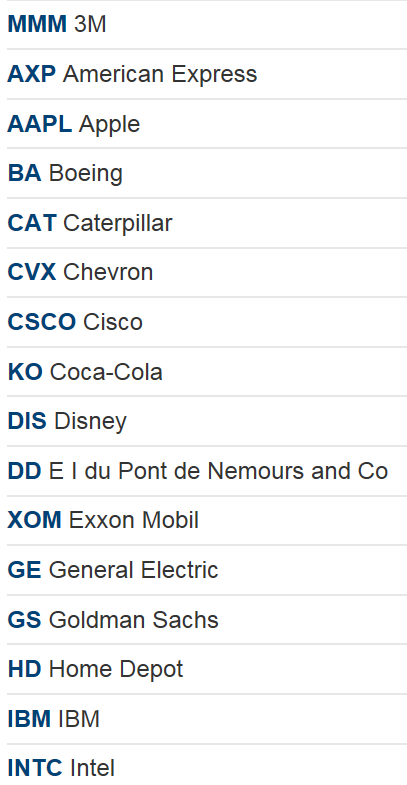 MMM 3M
AXP American Express
AAPL Apple
BA Boeing
CAT Caterpillar
CVX Chevron
CSCO Cisco
KO Coca-Cola
DIS Disney
DD E I du Pont de Nemours and Co
XOM Exxon Mobil
GE General Electric
GS Goldman Sachs
HD Home Depot
IBM IBM
INTC Intel